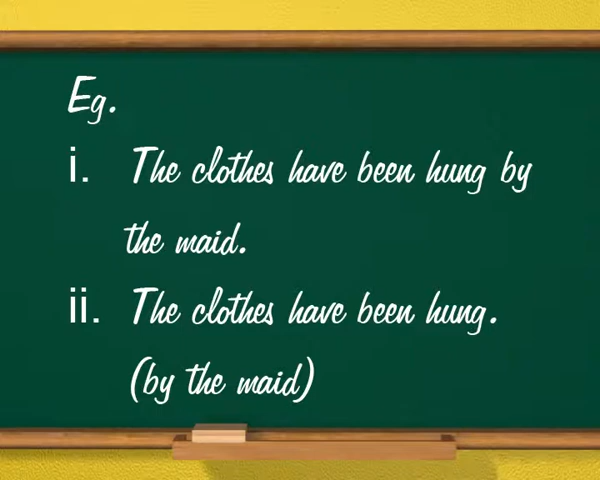 Eg.
i. The clothes have been hung by
the maid.
ii. The clothes have been hung.
(by the maid)